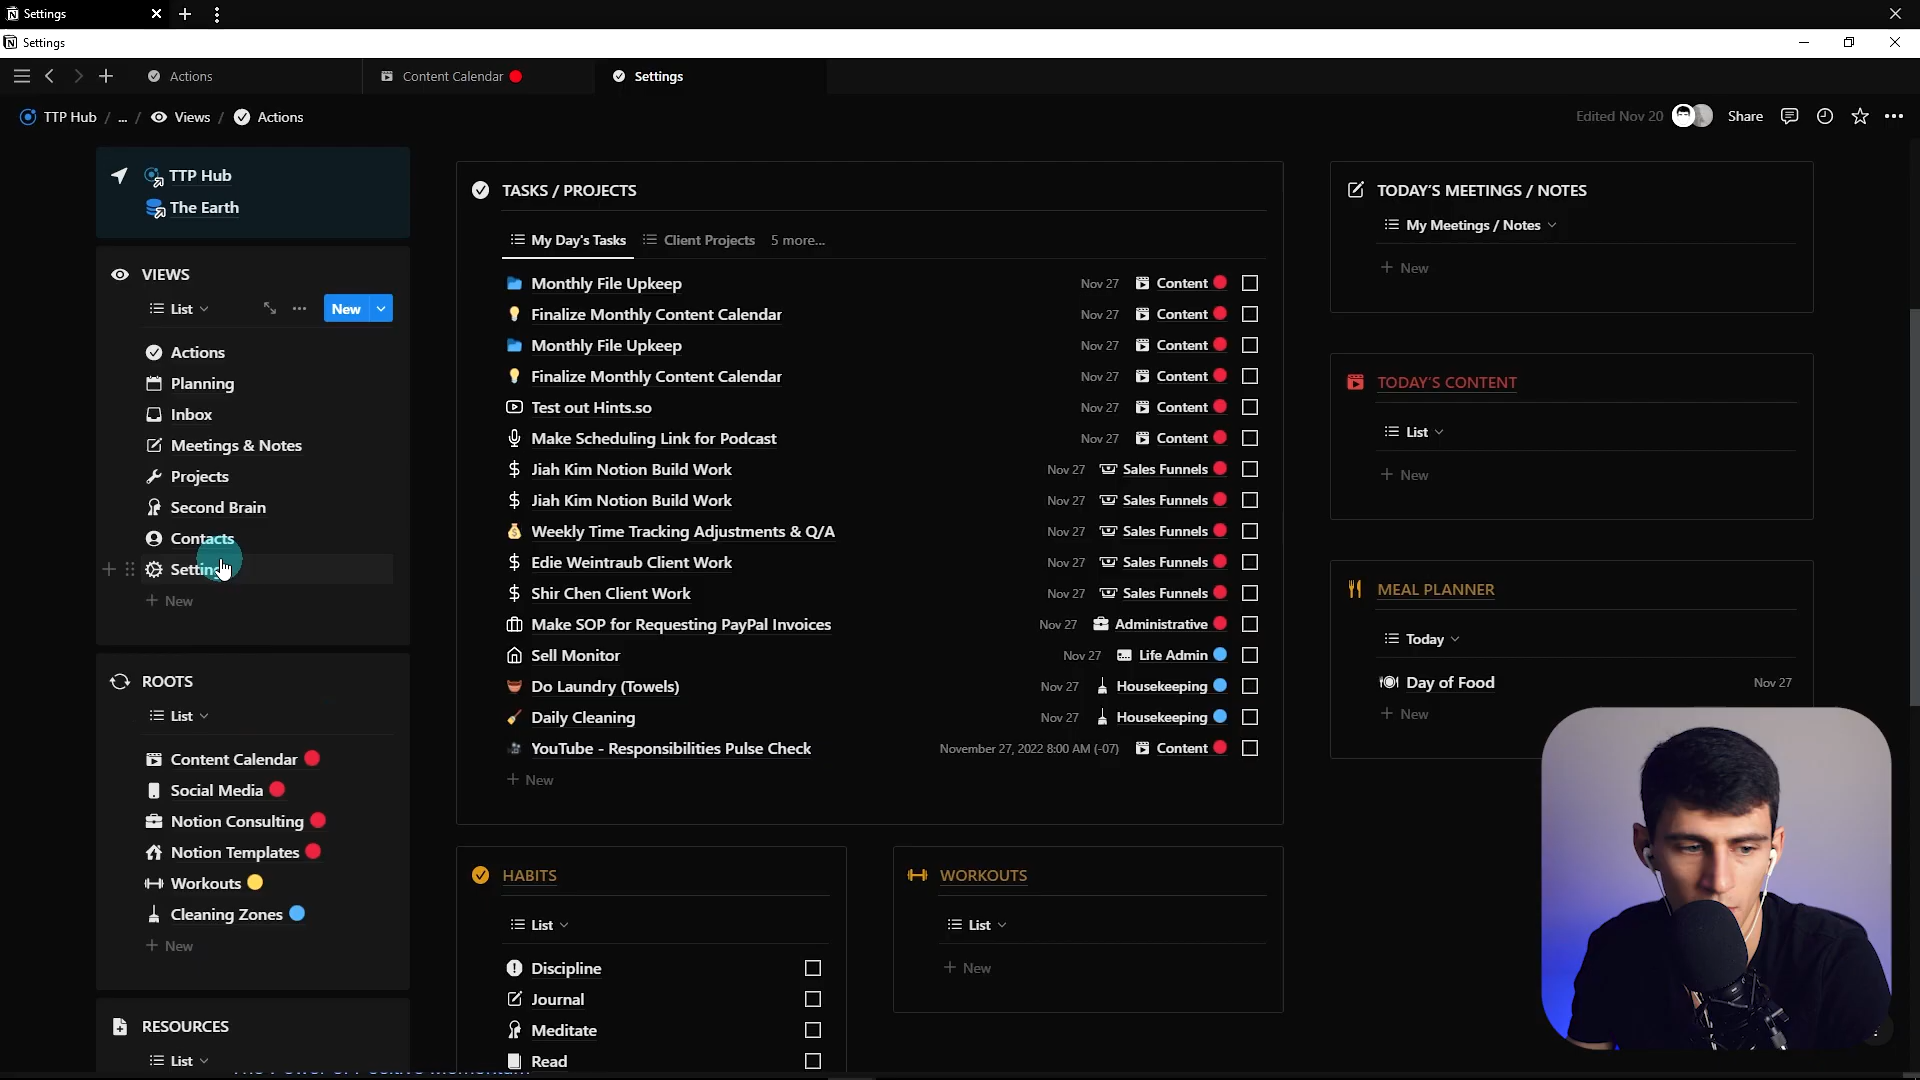 Settings
Settings
Actions
Content Calendar
Settings
TTP Hub / ... / Views / Actions
Edited Nov 20
Share
TTP Hub
The Earth
VIEWS
List
New
Actions
Planning
Inbox
Meetings & Notes
Projects
Second Brain
Contacts
Settings
New
ROOTS
List
Content Calendar
Social Media
Notion Consulting
Notion Templates
Workouts
Cleaning Zones
New
RESOURCES
List
TASKS / PROJECTS
My Day's Tasks Client Projects 5 more...
Monthly File Upkeep Nov 27 Content
Finalize Monthly Content Calendar Nov 27 Content
Monthly File Upkeep Nov 27 Content
Finalize Monthly Content Calendar Nov 27 Content
Test out Hints.so Nov 27 Content
Make Scheduling Link for Podcast Nov 27 Content
Jiah Kim Notion Build Work Nov 27 Sales Funnels
Jiah Kim Notion Build Work Nov 27 Sales Funnels
Weekly Time Tracking Adjustments & Q/A Nov 27 Sales Funnels
Edie Weintraub Client Work Nov 27 Sales Funnels
Shir Chen Client Work Nov 27 Sales Funnels
Make SOP for Requesting PayPal Invoices Nov 27 Administrative
Sell Monitor Nov 27 Life Admin
Do Laundry (Towels) Nov 27 Housekeeping
Daily Cleaning Nov 27 Housekeeping
YouTube - Responsibilities Pulse Check November 27, 2022 8:00 AM (-07) Content
New
HABITS
List
Discipline
Journal
Meditate
Read
WORKOUTS
List
New
TODAY'S MEETINGS / NOTES
My Meetings / Notes
New
TODAY'S CONTENT
List
New
MEAL PLANNER
Today
Day of Food Nov 27
New